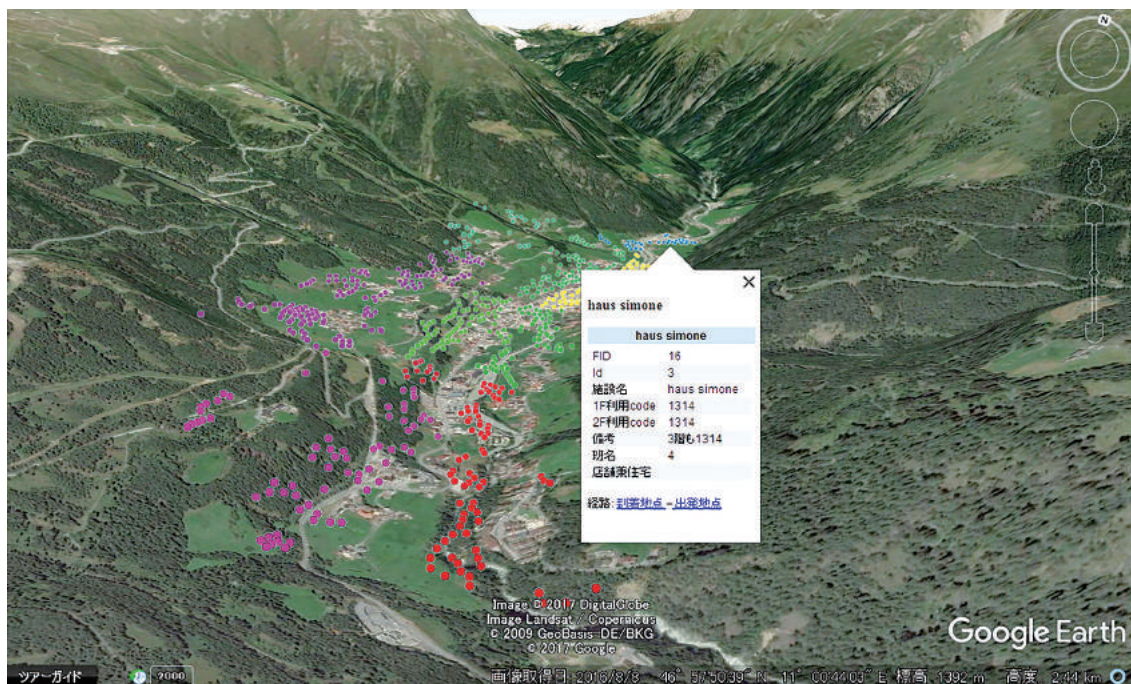 N
haus simone
haus simone
FID 16
Id 3
施設名 haus simone
1F利用code 1314
2F利用code 1314
備考 3階も1314
班名 4
店舗兼住宅
経路: 到着地点 - 出発地点
Image © 2017 DigitalGlobe
Image Landsat / Copernicus
© 2009 GeoBasis-DE/BKG
© 2017 Google
Google Earth
ツアーガイド 2000 画像取得日 2016/8/8 46° 57'50.39" N 11° 00'44.03" E 標高 1392 m 高度 2.44 km